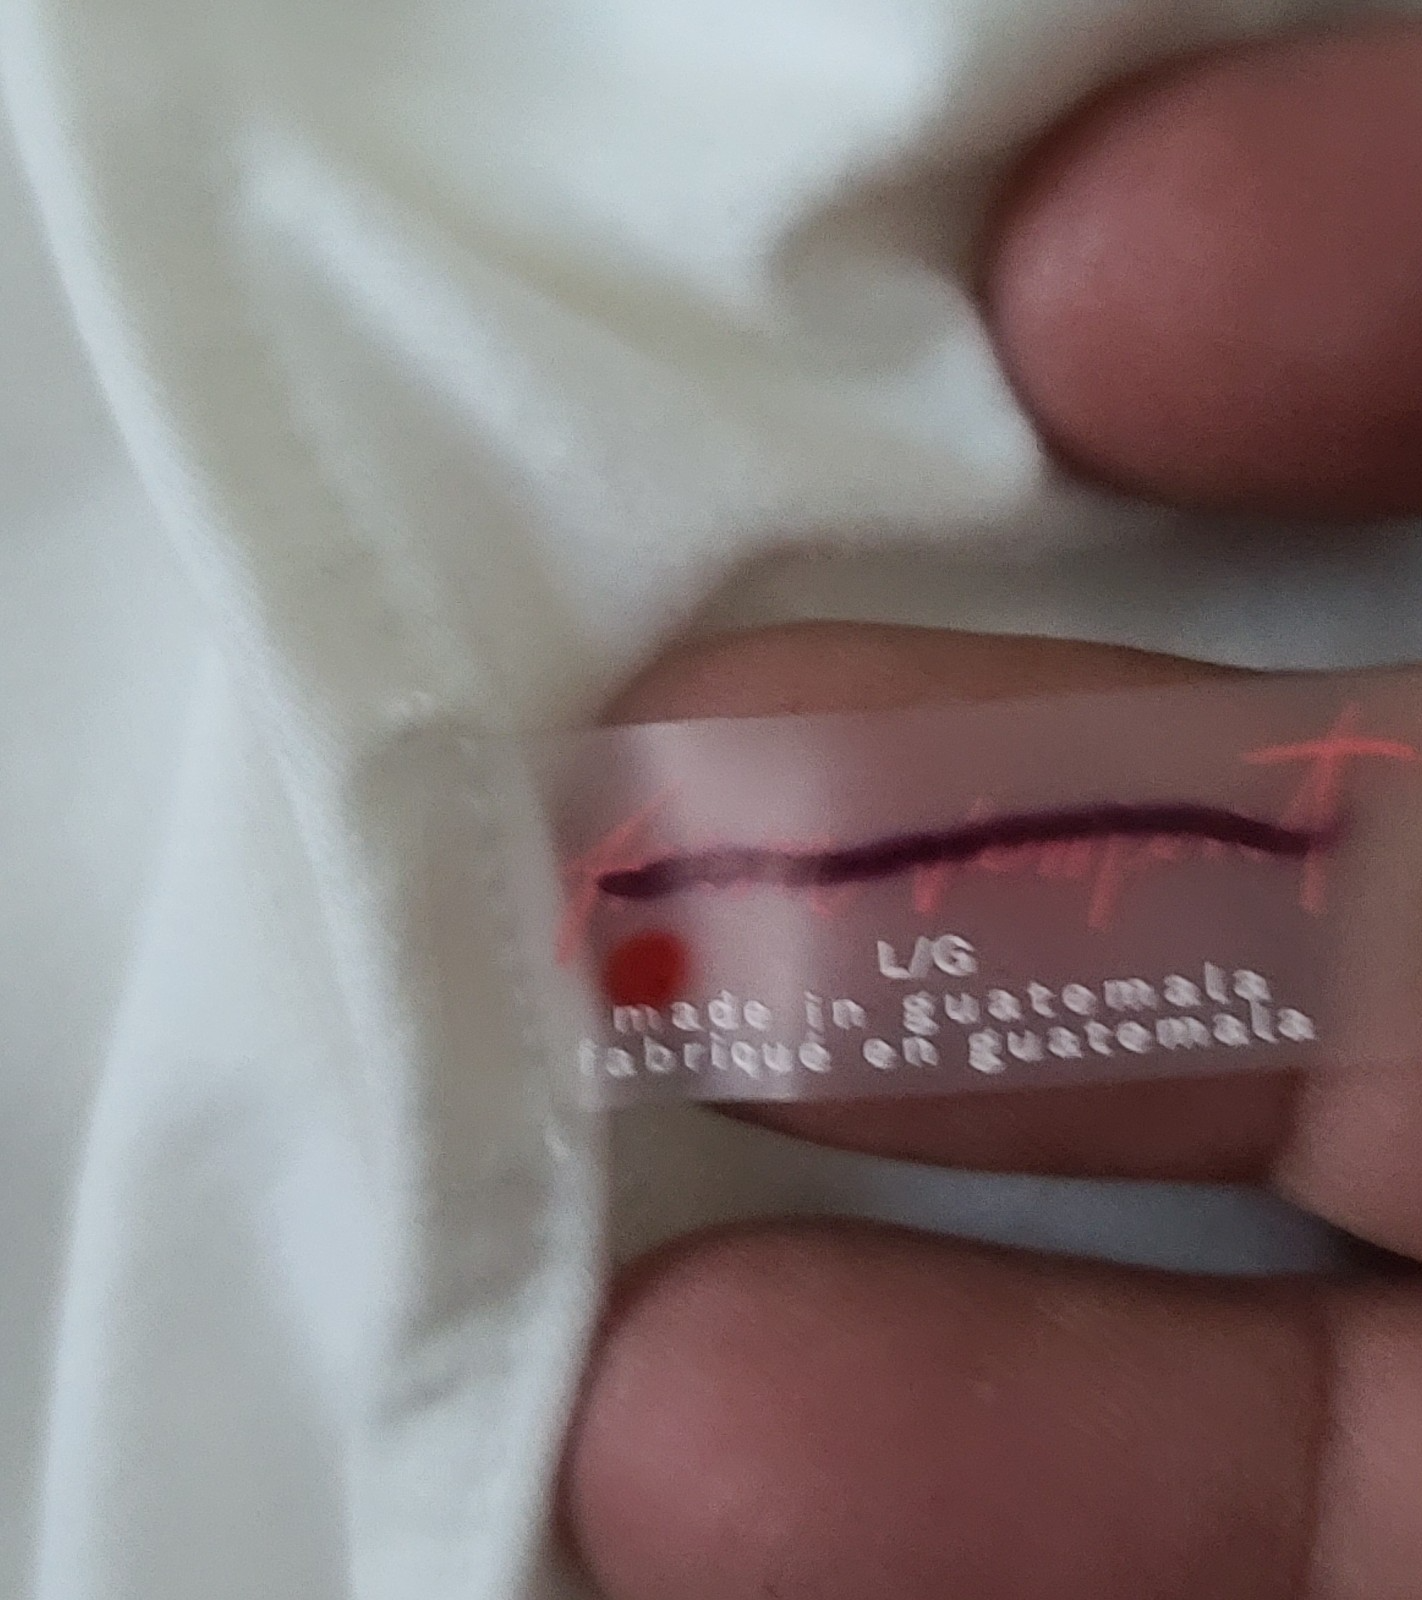 L/G
made in guatemala
fabriqué en guatemala